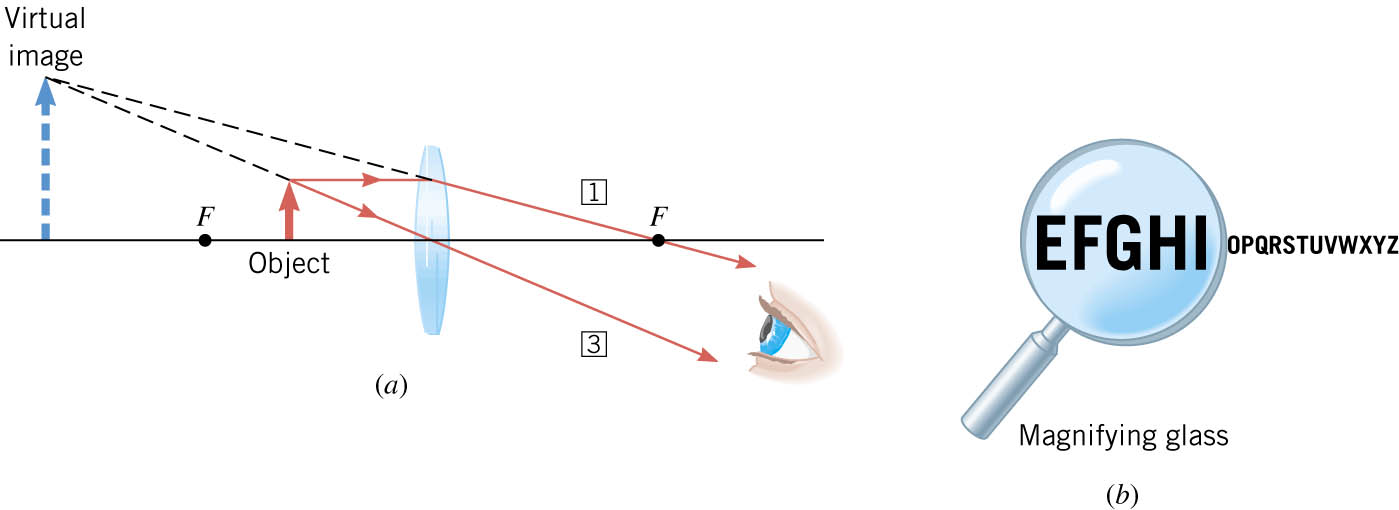 Virtual
image
F
Object
1
F
3
(a)
EFGHI
OPQRSTUVWXYZ
Magnifying glass
(b)